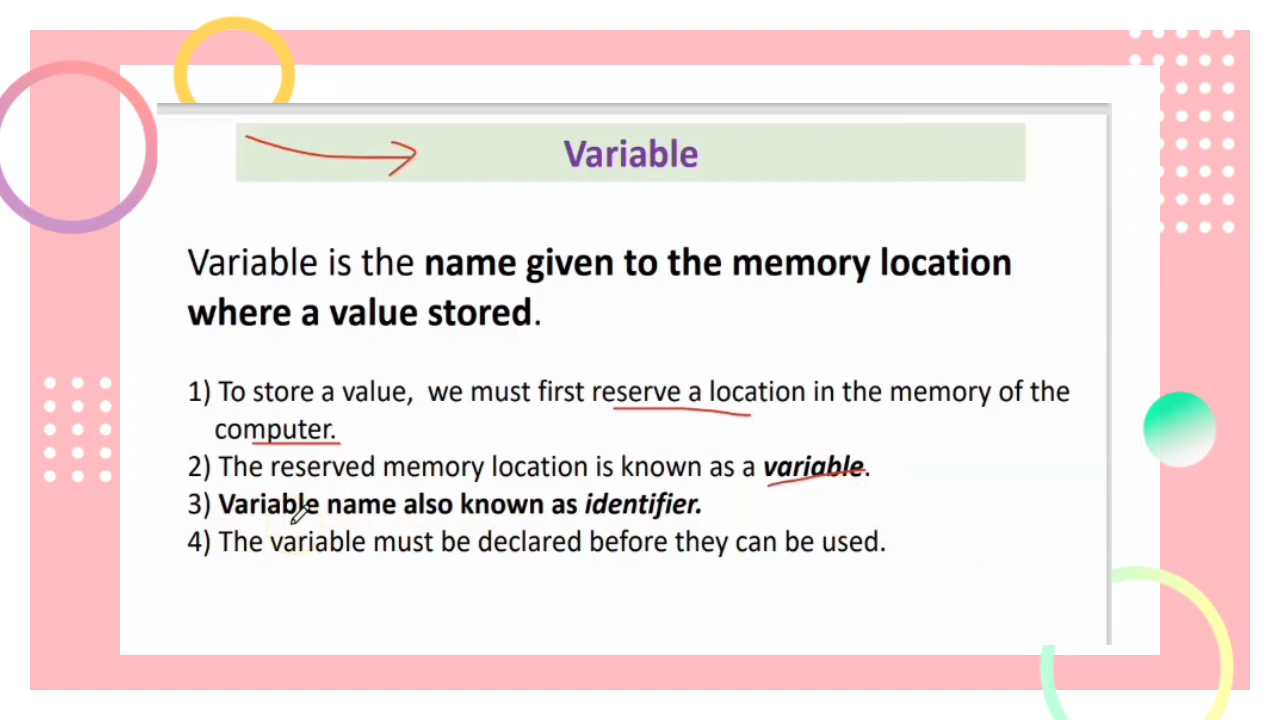 Variable
Variable is the name given to the memory location
where a value stored.
1) To store a value, we must first reserve a location in the memory of the
computer.
2) The reserved memory location is known as a variable.
3) Variable name also known as identifier.
4) The variable must be declared before they can be used.